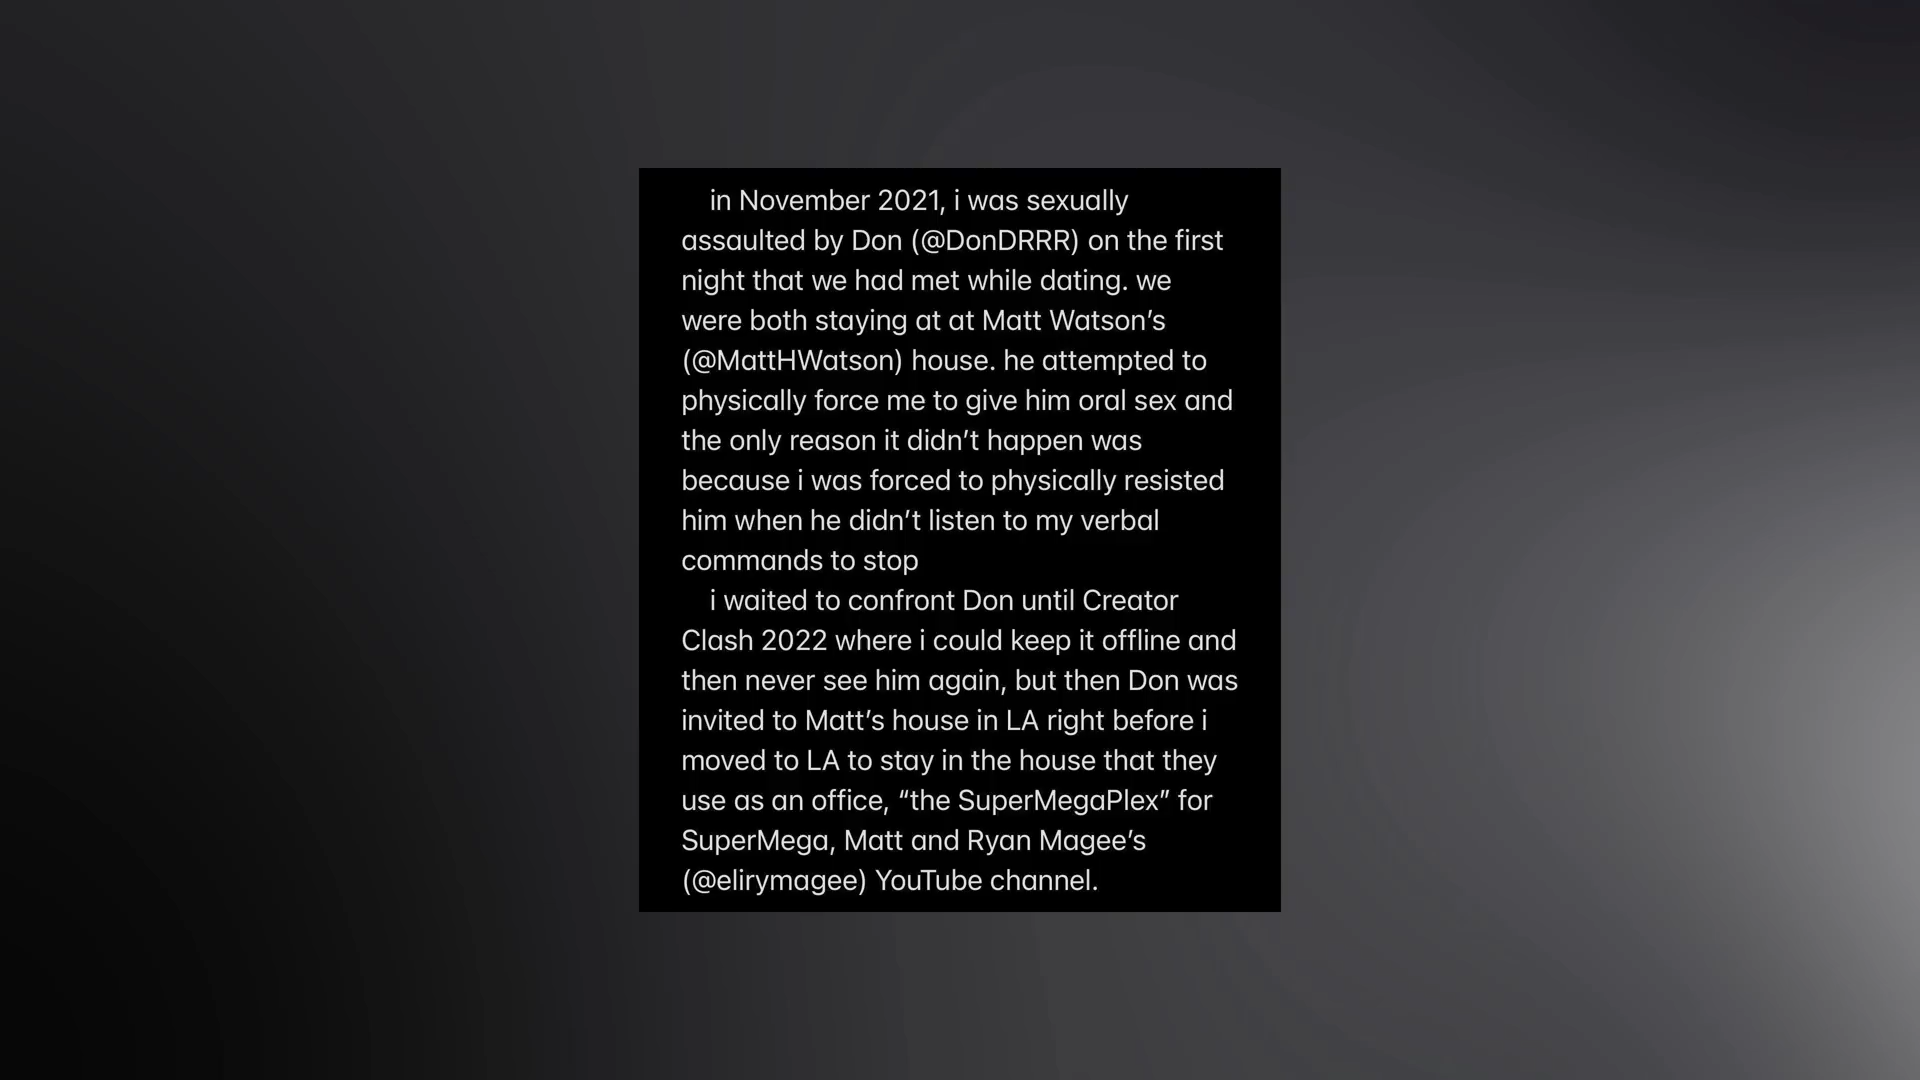 in November 2021, i was sexually
assaulted by Don (@DonDRRR) on the first
night that we had met while dating. we
were both staying at at Matt Watson’s
(@MattHWatson) house. he attempted to
physically force me to give him oral sex and
the only reason it didn’t happen was
because i was forced to physically resisted
him when he didn’t listen to my verbal
commands to stop
i waited to confront Don until Creator
Clash 2022 where i could keep it offline and
then never see him again, but then Don was
invited to Matt’s house in LA right before i
moved to LA to stay in the house that they
use as an office, “the SuperMegaPlex” for
SuperMega, Matt and Ryan Magee’s
(@elirymagee) YouTube channel.